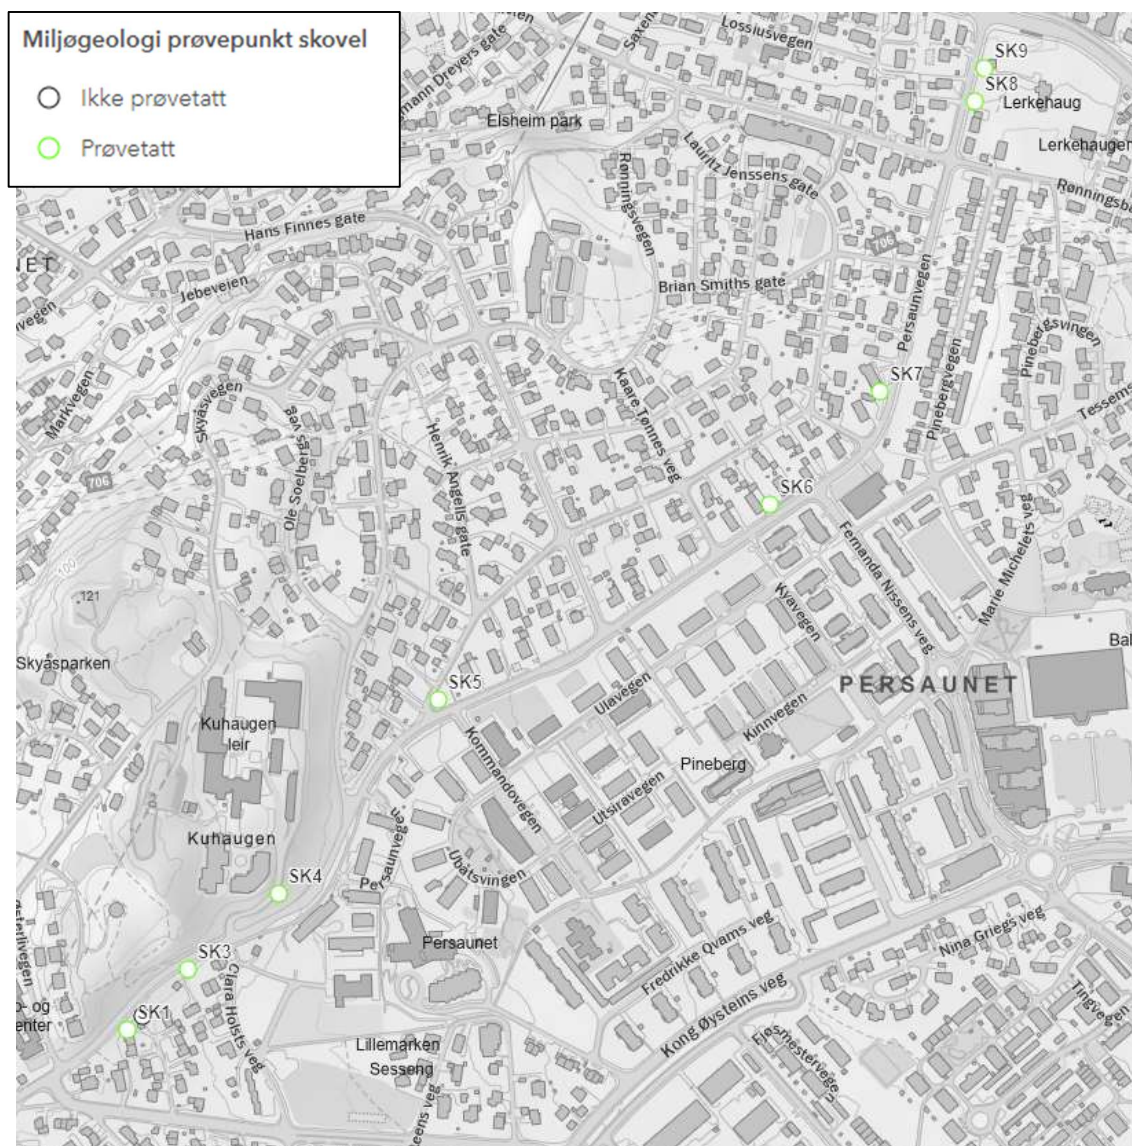 Miljøgeologi prøvepunkt skovel
Ikke prøvetatt
Prøvetatt
Lossiusvegen
SK9
SK8
Lerkehaug
Elsheim park
Lerkehaugen
Lauritz Jenssens gate
Rønningsvegen
Hans Finnes gate
706
Jebeveien
Brian Smiths gate
Persaunvegen
Pinebergsvingen
Pinebergvegen
SK7
Markvegen
Skyåsvegen
Kaare Tønnes veg
Ole Soelbergs veg
Henrik Angells gate
706
SK6
Fernanda Nissens veg
Marie Michelets veg
100
121
Kyavegen
Skyåsparken
SK5
PERSAUNET
Ulavegen
Kinnvegen
Kuhaugen
leir
Kommandovegen
Pineberg
Utsiravegen
Kuhaugen
Persaunvegen
Ubåtsvingen
SK4
Persaunet
Fredrikke Qvams veg
Nina Griegs veg
SK3
Clara Holsts veg
Kong Øysteins veg
Tingvegen
SK1
Lillemarken
Sesseng
Fjøsmestervegen